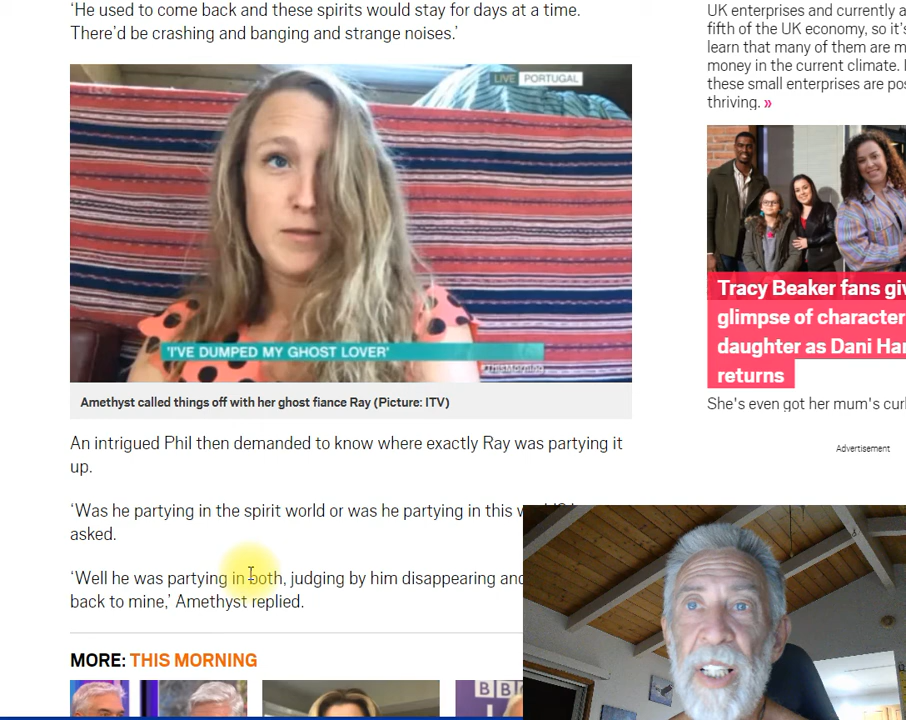 ‘He used to come back and these spirits would stay for days at a time.
There’d be crashing and banging and strange noises.’
LIVE PORTUGAL
'I'VE DUMPED MY GHOST LOVER'
#ThisMorning
Amethyst called things off with her ghost fiance Ray (Picture: ITV)
An intrigued Phil then demanded to know where exactly Ray was partying it
up.
‘Was he partying in the spirit world or was he partying in this
asked.
‘Well he was partying in both, judging by him disappearing and
back to mine,’ Amethyst replied.
MORE: THIS MORNING
BB
UK enterprises and currently a
fifth of the UK economy, so it's
learn that many of them are m
money in the current climate.
these small enterprises are pos
thriving. »
Tracy Beaker fans giv
glimpse of character
daughter as Dani Har
returns
She's even got her mum's curl
Advertisement